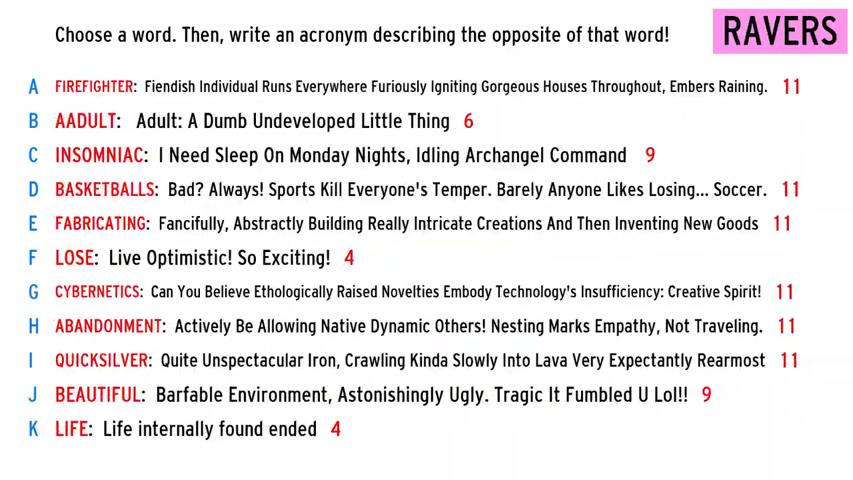 Choose a word. Then, write an acronym describing the opposite of that word!
RAVERS
A FIREFIGHTER: Fiendish Individual Runs Everywhere Furiously Igniting Gorgeous Houses Throughout, Embers Raining. 11
B AADULT: Adult: A Dumb Undeveloped Little Thing 6
C INSOMNIAC: I Need Sleep On Monday Nights, Idling Archangel Command 9
D BASKETBALLS: Bad? Always! Sports Kill Everyone's Temper. Barely Anyone Likes Losing... Soccer. 11
E FABRICATING: Fancifully, Abstractly Building Really Intricate Creations And Then Inventing New Goods 11
F LOSE: Live Optimistic! So Exciting! 4
G CYBERNETICS: Can You Believe Ethologically Raised Novelties Embody Technology's Insufficiency: Creative Spirit! 11
H ABANDONMENT: Actively Be Allowing Native Dynamic Others! Nesting Marks Empathy, Not Traveling. 11
I QUICKSILVER: Quite Unspectacular Iron, Crawling Kinda Slowly Into Lava Very Expectantly Rearmost 11
J BEAUTIFUL: Barfable Environment, Astonishingly Ugly. Tragic It Fumbled U Lol!! 9
K LIFE: Life internally found ended 4